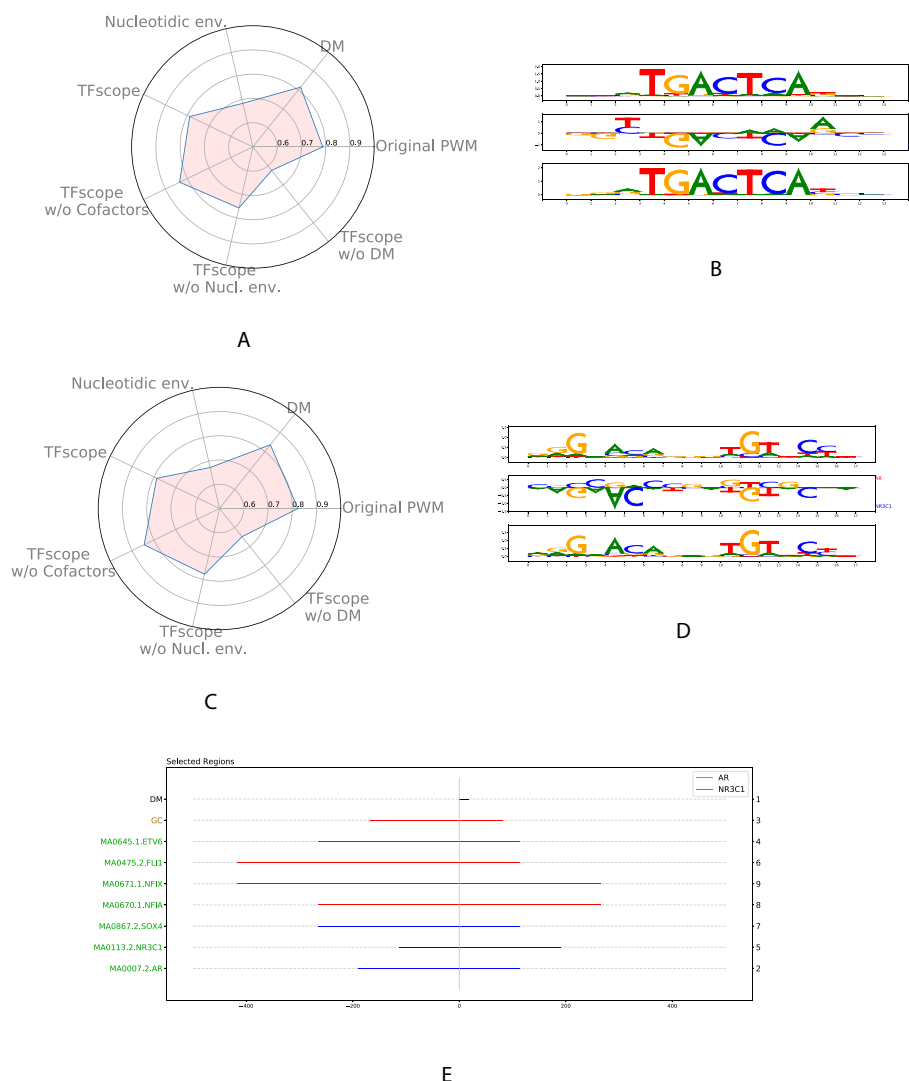 Nucleotidic env.
DM
TFscope
0.6 0.7 0.8 0.9
Original PWM
TFscope
w/o Cofactors
TFscope
w/o DM
TFscope
w/o Nucl. env.
A
TGACTCA
TGACTCA
B
Nucleotidic env.
DM
TFscope
0.6 0.7 0.8 0.9
Original PWM
TFscope
w/o Cofactors
TFscope
w/o DM
TFscope
w/o Nucl. env.
C
AR
NR3C1
D
Selected Regions
AR
NR3C1
DM 1
GC 3
MA0645.1.ETV6 4
MA0475.2.FLI1 6
MA0671.1.NFIX 9
MA0670.1.NFIA 8
MA0867.2.SOX4 7
MA0113.2.NR3C1 5
MA0007.2.AR 2
−400 −200 0 200 400
E